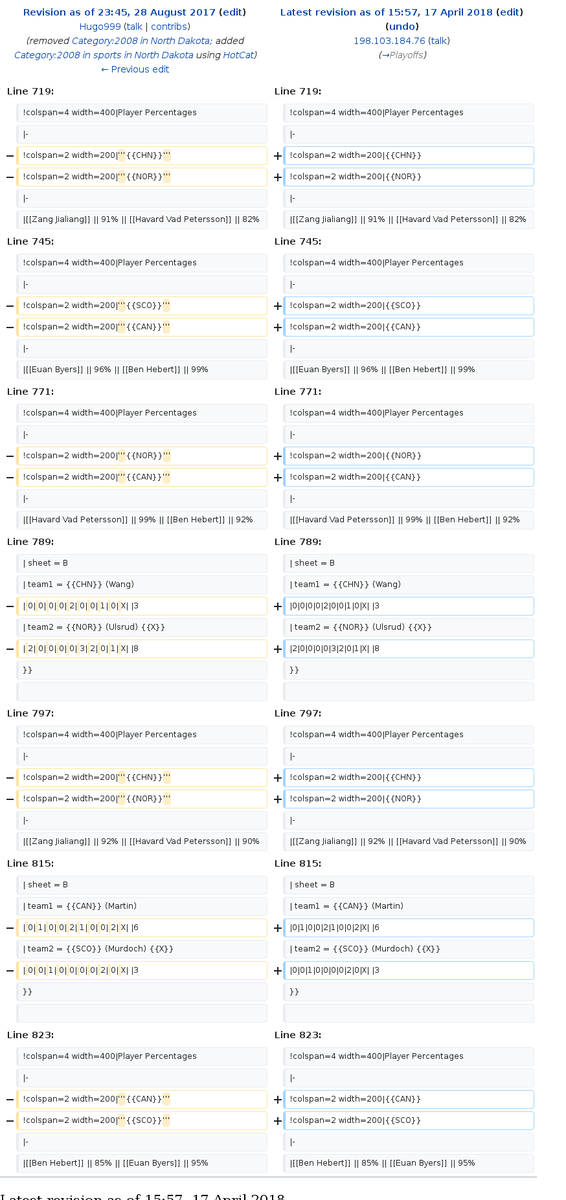 Revision as of 23:45, 28 August 2017 (edit)
Hugo999 (talk | contribs)
(removed Category:2008 in North Dakota; added
Category:2008 in sports in North Dakota using HotCat)
← Previous edit
Latest revision as of 15:57, 17 April 2018 (edit)
(undo)
198.103.184.76 (talk)
(→Playoffs)
Line 719: Line 719:
!colspan=4 width=400|Player Percentages !colspan=4 width=400|Player Percentages
|- |-
− !colspan=2 width=200|'''{{CHN}}''' + !colspan=2 width=200|{{CHN}}
− !colspan=2 width=200|'''{{NOR}}''' + !colspan=2 width=200|{{NOR}}
|- |-
|[[Zang Jialiang]] || 91% || [[Havard Vad Petersson]] || 82% |[[Zang Jialiang]] || 91% || [[Havard Vad Petersson]] || 82%
Line 745: Line 745:
!colspan=4 width=400|Player Percentages !colspan=4 width=400|Player Percentages
|- |-
− !colspan=2 width=200|'''{{SCO}}''' + !colspan=2 width=200|{{SCO}}
− !colspan=2 width=200|'''{{CAN}}''' + !colspan=2 width=200|{{CAN}}
|- |-
|[[Euan Byers]] || 96% || [[Ben Hebert]] || 99% |[[Euan Byers]] || 96% || [[Ben Hebert]] || 99%
Line 771: Line 771:
!colspan=4 width=400|Player Percentages !colspan=4 width=400|Player Percentages
|- |-
− !colspan=2 width=200|'''{{NOR}}''' + !colspan=2 width=200|{{NOR}}
− !colspan=2 width=200|'''{{CAN}}''' + !colspan=2 width=200|{{CAN}}
|- |-
|[[Havard Vad Petersson]] || 99% || [[Ben Hebert]] || 92% |[[Havard Vad Petersson]] || 99% || [[Ben Hebert]] || 92%
Line 789: Line 789:
| sheet = B | sheet = B
| team1 = {{CHN}} (Wang) | team1 = {{CHN}} (Wang)
− | 0| 0| 0| 0| 2| 0| 0| 1| 0| X| |3 + |0|0|0|0|2|0|0|1|0|X| |3
| team2 = {{NOR}} (Ulsrud) {{X}} | team2 = {{NOR}} (Ulsrud) {{X}}
− | 2| 0| 0| 0| 0| 3| 2| 0| 1| X| |8 + |2|0|0|0|0|3|2|0|1|X| |8
}} }}
Line 797: Line 797:
!colspan=4 width=400|Player Percentages !colspan=4 width=400|Player Percentages
|- |-
− !colspan=2 width=200|'''{{CHN}}''' + !colspan=2 width=200|{{CHN}}
− !colspan=2 width=200|'''{{NOR}}''' + !colspan=2 width=200|{{NOR}}
|- |-
|[[Zang Jialiang]] || 92% || [[Havard Vad Petersson]] || 90% |[[Zang Jialiang]] || 92% || [[Havard Vad Petersson]] || 90%
Line 815: Line 815:
| sheet = B | sheet = B
| team1 = {{CAN}} (Martin) | team1 = {{CAN}} (Martin)
− | 0| 1| 0| 0| 2| 1| 0| 0| 2| X| |6 + |0|1|0|0|2|1|0|0|2|X| |6
| team2 = {{SCO}} (Murdoch) {{X}} | team2 = {{SCO}} (Murdoch) {{X}}
− | 0| 0| 1| 0| 0| 0| 0| 2| 0| X| |3 + |0|0|1|0|0|0|0|2|0|X| |3
}} }}
Line 823: Line 823:
!colspan=4 width=400|Player Percentages !colspan=4 width=400|Player Percentages
|- |-
− !colspan=2 width=200|'''{{CAN}}''' + !colspan=2 width=200|{{CAN}}
− !colspan=2 width=200|'''{{SCO}}''' + !colspan=2 width=200|{{SCO}}
|- |-
|[[Ben Hebert]] || 85% || [[Euan Byers]] || 95% |[[Ben Hebert]] || 85% || [[Euan Byers]] || 95%
Latest revision as of 15:57, 17 April 2018